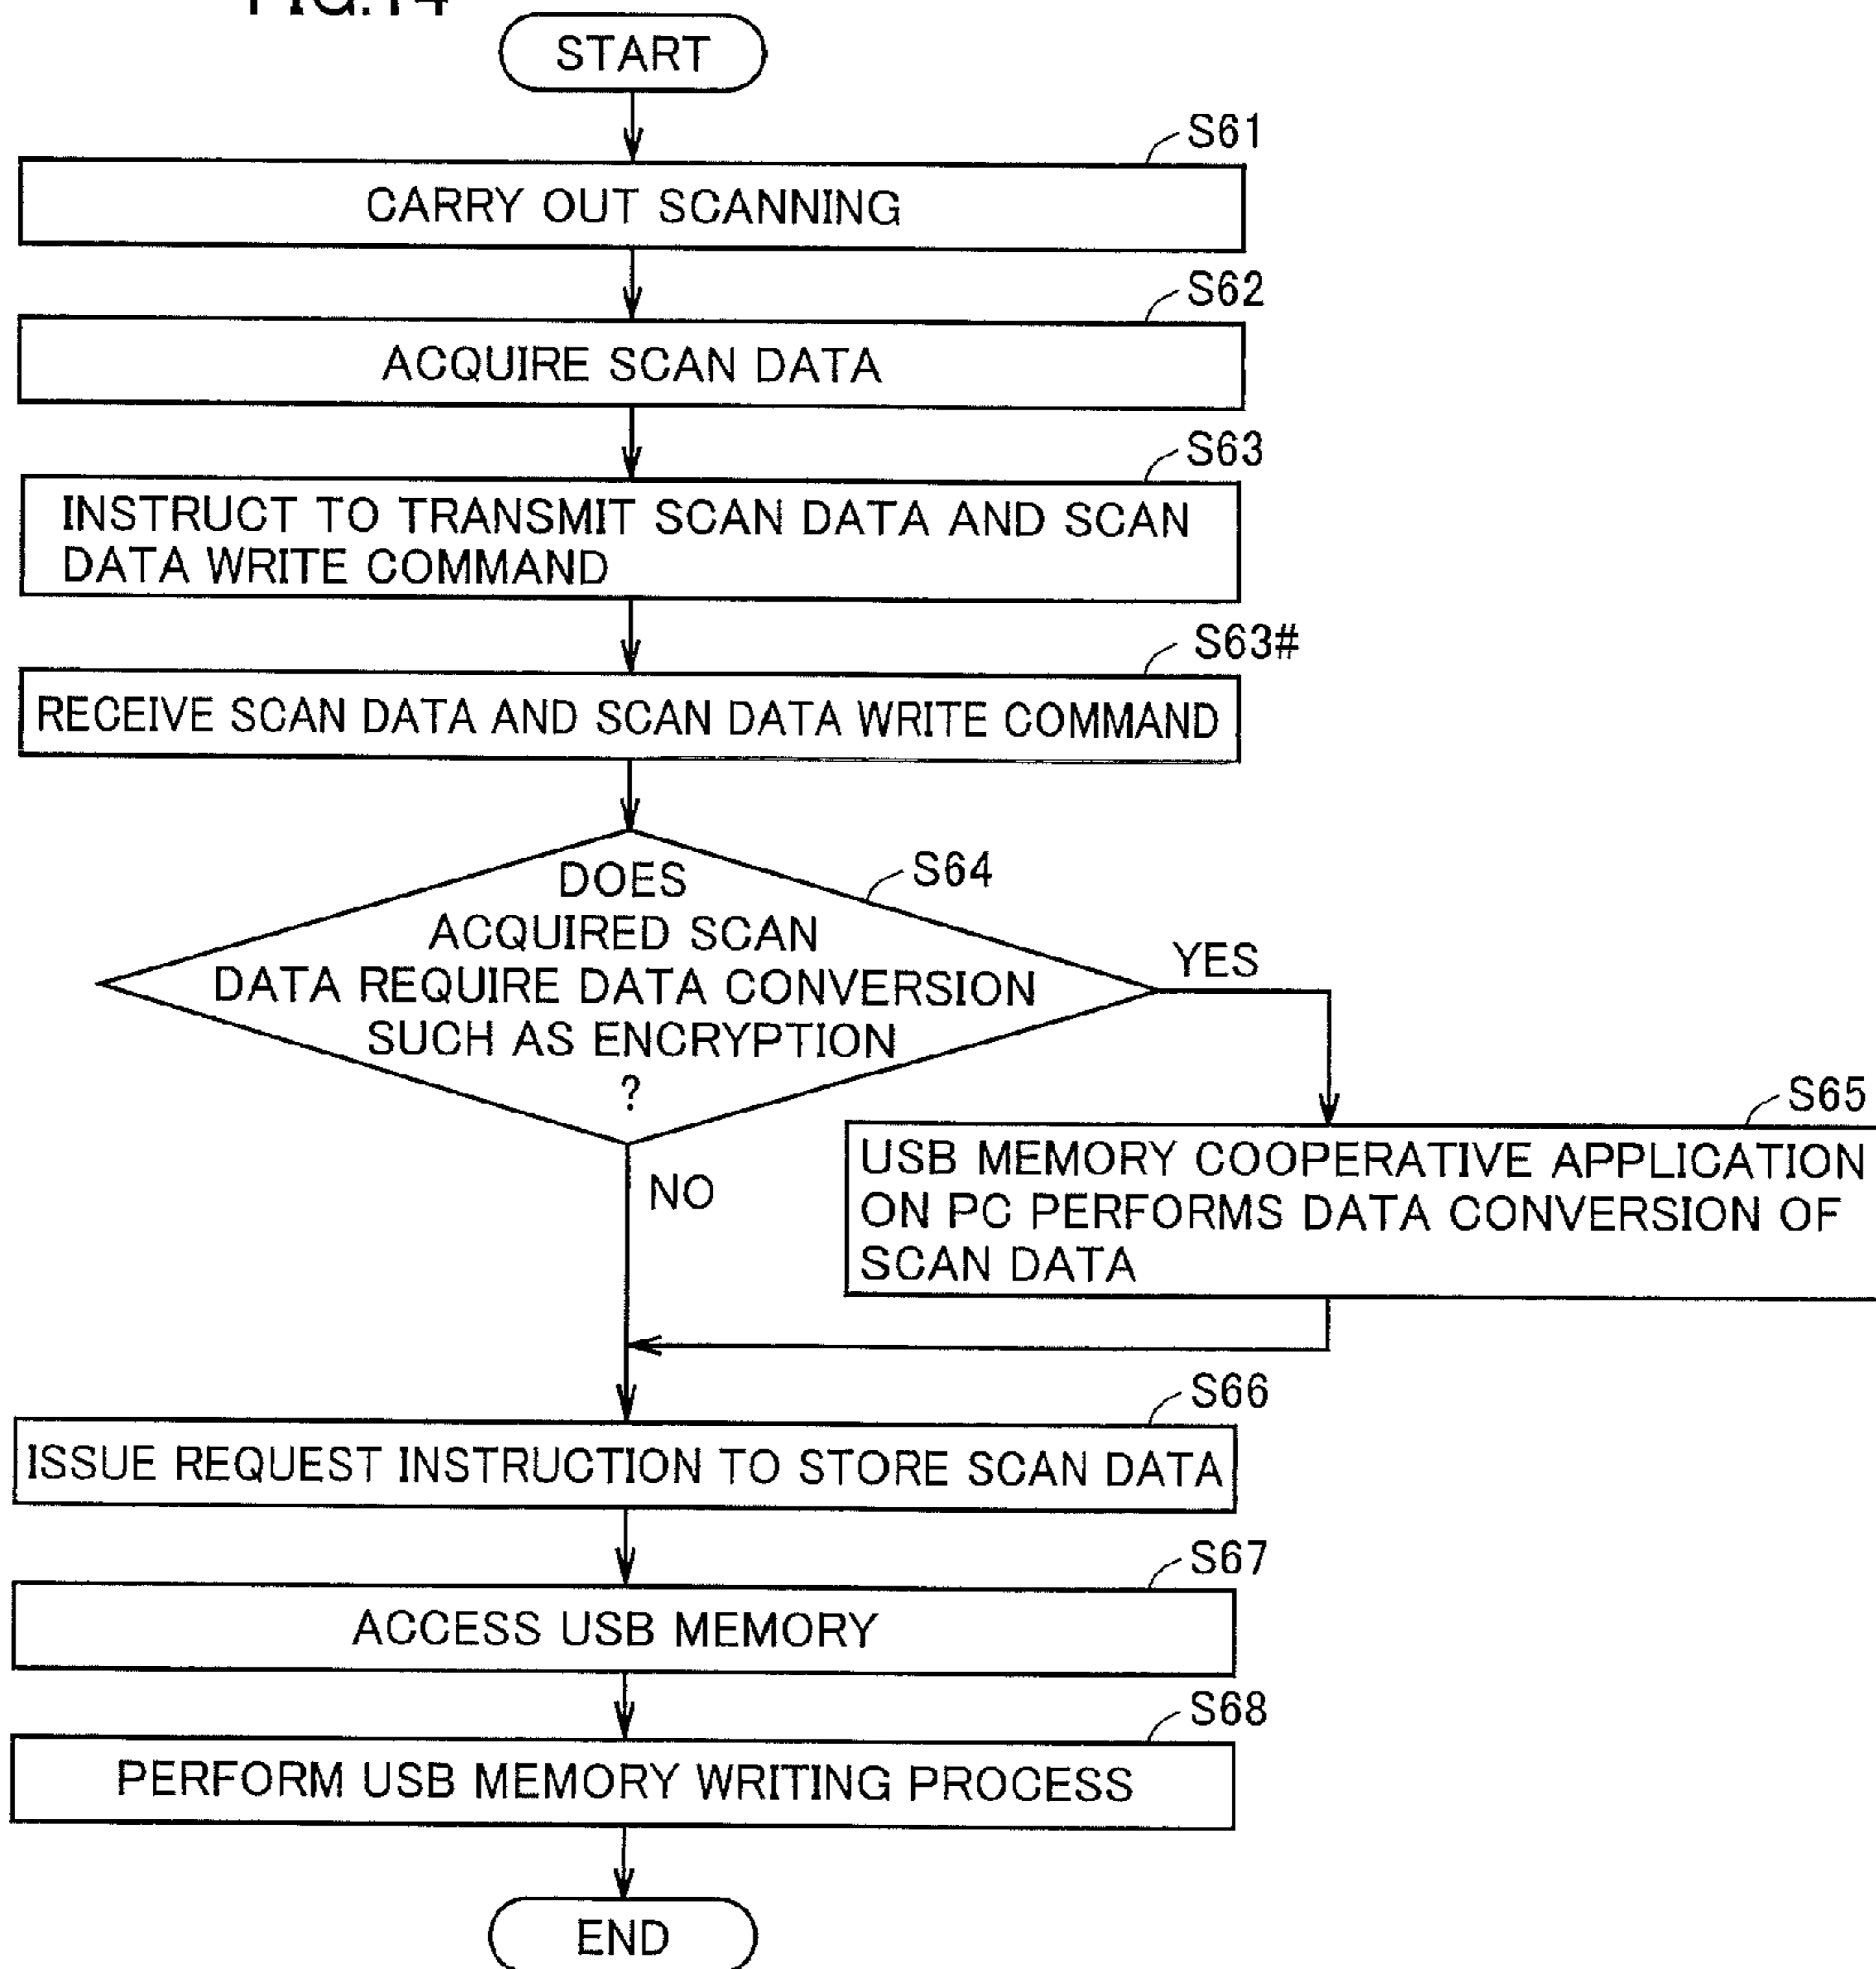 FIG.14
START
S61
CARRY OUT SCANNING
S62
ACQUIRE SCAN DATA
S63
INSTRUCT TO TRANSMIT SCAN DATA AND SCAN
DATA WRITE COMMAND
S63#
RECEIVE SCAN DATA AND SCAN DATA WRITE COMMAND
S64
DOES
ACQUIRED SCAN
DATA REQUIRE DATA CONVERSION
SUCH AS ENCRYPTION
?
YES
NO
S65
USB MEMORY COOPERATIVE APPLICATION
ON PC PERFORMS DATA CONVERSION OF
SCAN DATA
S66
ISSUE REQUEST INSTRUCTION TO STORE SCAN DATA
S67
ACCESS USB MEMORY
S68
PERFORM USB MEMORY WRITING PROCESS
END